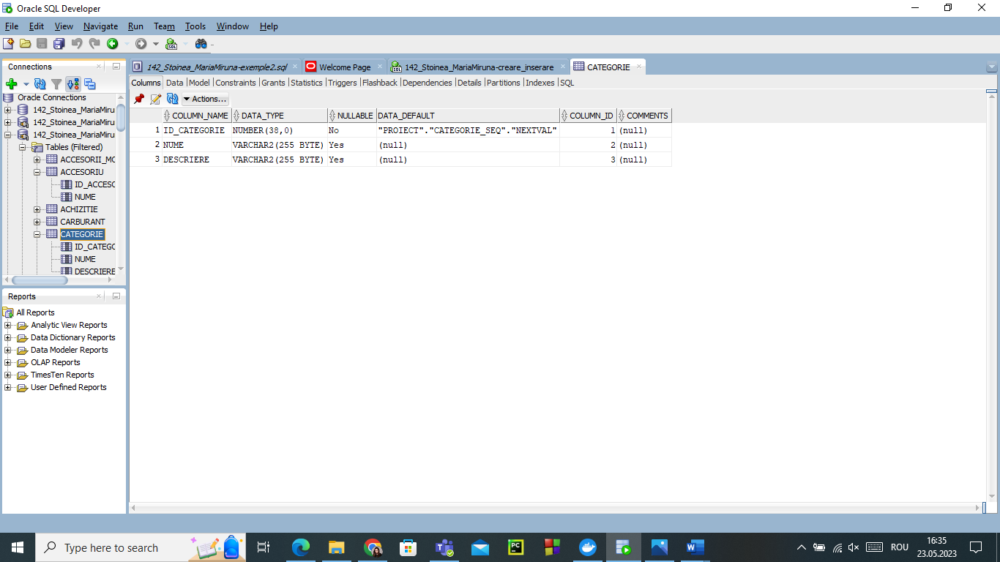 Oracle SQL Developer
File Edit View Navigate Run Team Tools Window Help
Connections
Oracle Connections
142_Stoinea_MariaMiru
142_Stoinea_MariaMiru
142_Stoinea_MariaMiru
Tables (Filtered)
ACCESORII_MO
ACCESORIU
ID_ACCESO
NUME
ACHIZITIE
CARBURANT
CATEGORIE
ID_CATEGO
NUME
DESCRIERE
Reports
All Reports
Analytic View Reports
Data Dictionary Reports
Data Modeler Reports
OLAP Reports
TimesTen Reports
User Defined Reports
142_Stoinea_MariaMiruna-exemple2.sql Welcome Page 142_Stoinea_MariaMiruna-creare_inserare CATEGORIE
Columns Data Model Constraints Grants Statistics Triggers Flashback Dependencies Details Partitions Indexes SQL
Actions...
COLUMN_NAME DATA_TYPE NULLABLE DATA_DEFAULT COLUMN_ID COMMENTS
1 ID_CATEGORIE NUMBER(38,0) No "PROIECT"."CATEGORIE_SEQ"."NEXTVAL" 1 (null)
2 NUME VARCHAR2(255 BYTE) Yes (null) 2 (null)
3 DESCRIERE VARCHAR2(255 BYTE) Yes (null) 3 (null)
Type here to search
ROU
16:35
23.05.2023